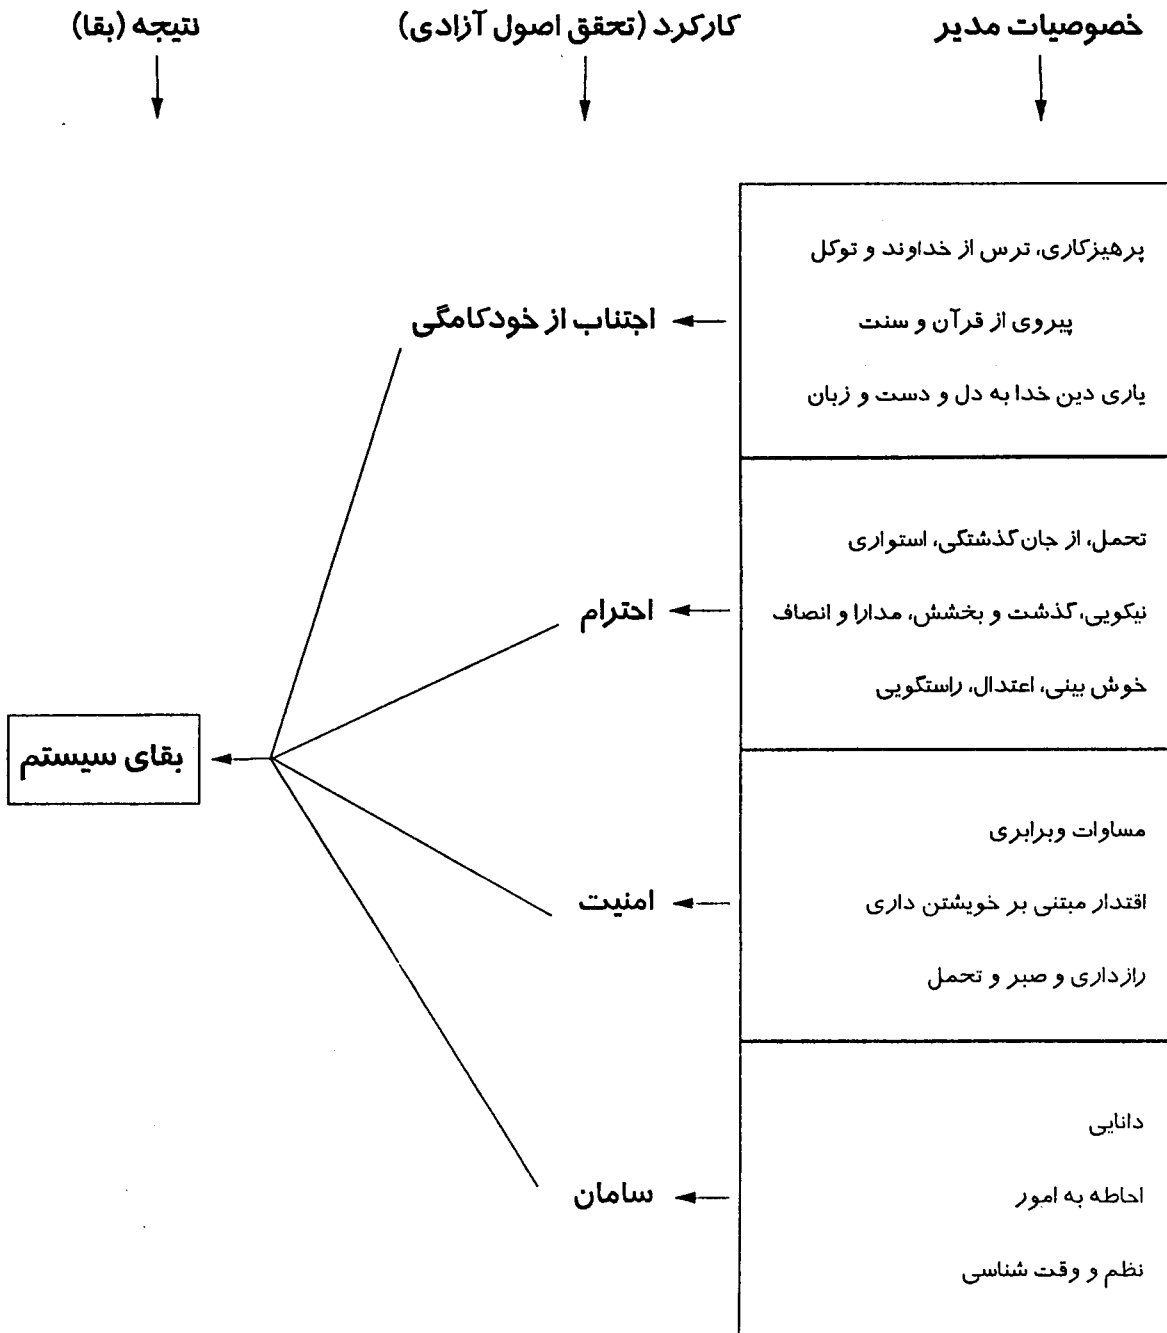 خصوصیات مدیر
کارکرد (تحقق اصول آزادی)
نتیجه (بقا)
پرهیزکاری، ترس از خداوند و توکل
پیروی از قرآن و سنت
یاری دین خدا به دل و دست و زبان
اجتناب از خودکامگی
تحمل، از جان گذشتگی، استواری
نیکویی، گذشت و بخشش، مدارا و انصاف
خوش بینی، اعتدال، راستگویی
احترام
مساوات وبرابری
اقتدار مبتنی بر خویشتن داری
رازداری و صبر و تحمل
امنیت
دانایی
احاطه به امور
نظم و وقت شناسی
سامان
بقای سیستم